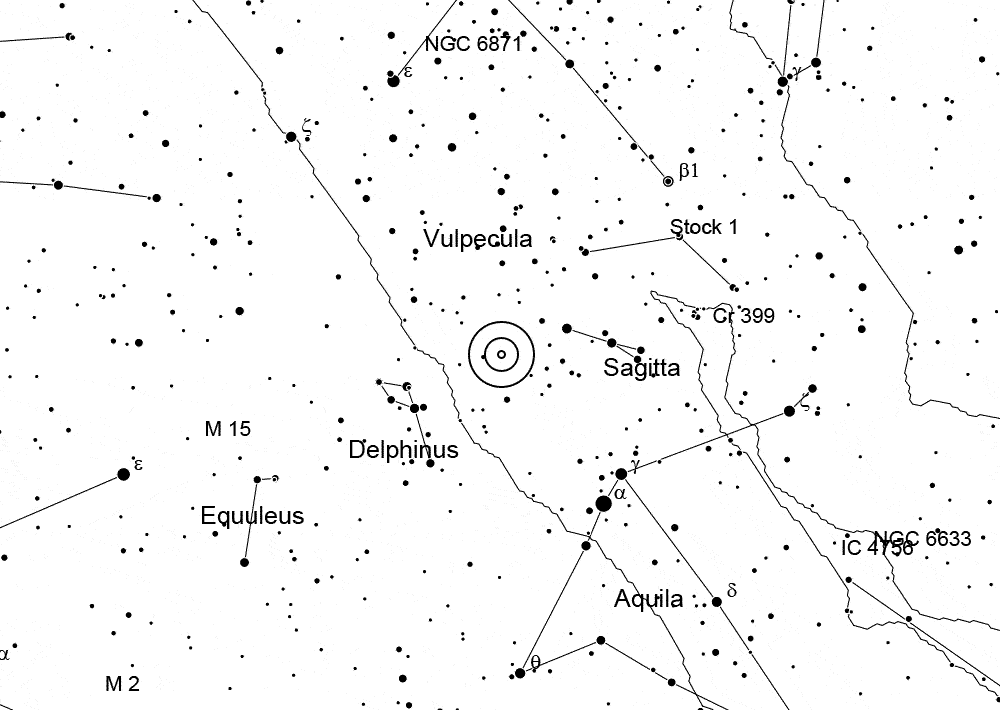 NGC 6871
ε
γ
ζ
β1
Stock 1
Vulpecula
Cr 399
Sagitta
ζ
M 15
Delphinus
ε
γ
α
Equuleus
NGC 6633
IC 4756
δ
Aquila
α
θ
M 2